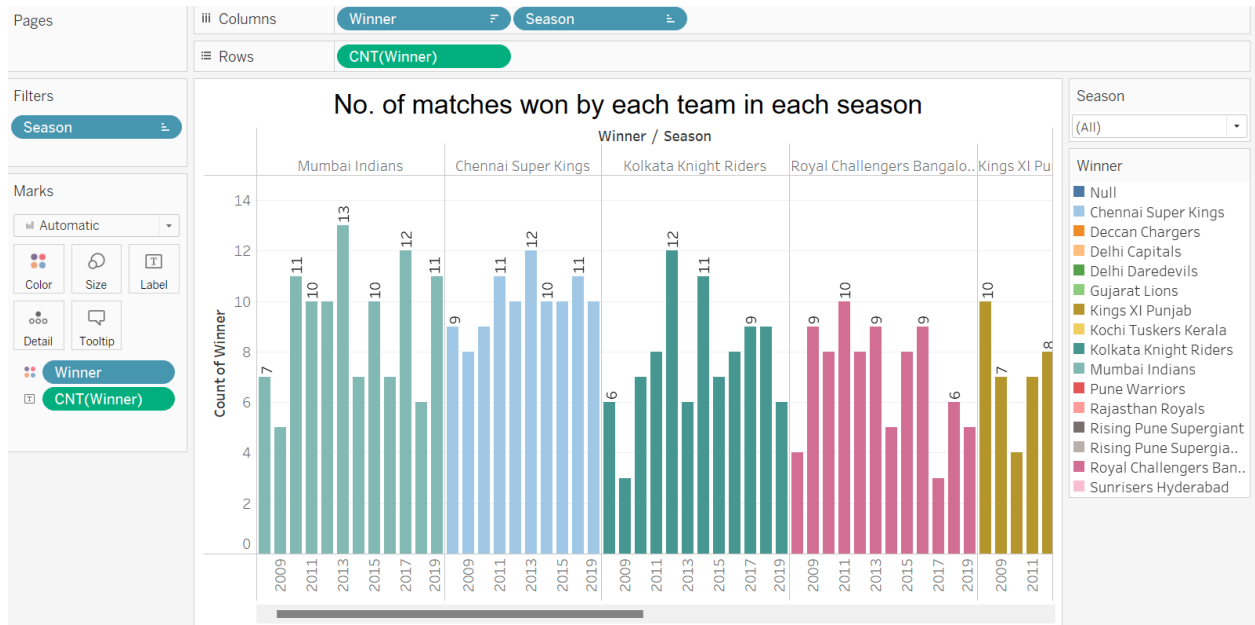 Pages
Columns
Winner
Season
Rows
CNT(Winner)
Filters
Season
Marks
Automatic
Color
Size
Label
Detail
Tooltip
Winner
CNT(Winner)
No. of matches won by each team in each season
Winner / Season
Mumbai Indians
Chennai Super Kings
Kolkata Knight Riders
Royal Challengers Bangalo..
Kings XI Pu
Count of Winner
14
12
10
8
6
4
2
0
7
11
10
13
10
12
11
9
11
12
10
11
6
12
11
9
9
10
9
9
6
10
7
8
2009
2011
2013
2015
2017
2019
2009
2011
2013
2015
2019
2009
2011
2013
2015
2017
2019
2009
2011
2013
2015
2017
2019
2009
2011
Season
(All)
Winner
Null
Chennai Super Kings
Deccan Chargers
Delhi Capitals
Delhi Daredevils
Gujarat Lions
Kings XI Punjab
Kochi Tuskers Kerala
Kolkata Knight Riders
Mumbai Indians
Pune Warriors
Rajasthan Royals
Rising Pune Supergiant
Rising Pune Supergia..
Royal Challengers Ban..
Sunrisers Hyderabad